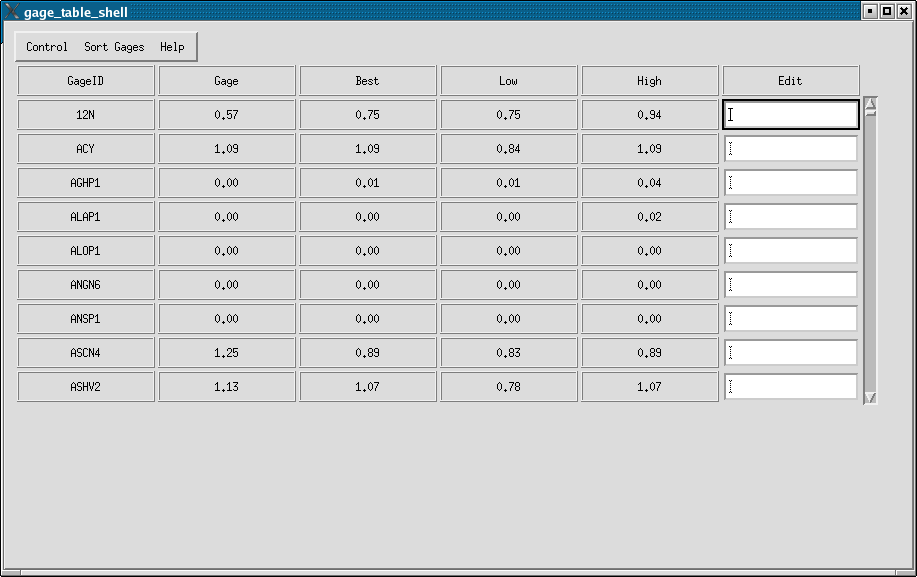 gage_table_shell
Control Sort Gages Help
GageID Gage Best Low High Edit
12N 0.57 0.75 0.75 0.94
ACY 1.09 1.09 0.84 1.09
AGHP1 0.00 0.01 0.01 0.04
ALAP1 0.00 0.00 0.00 0.02
ALOP1 0.00 0.00 0.00 0.00
ANGN6 0.00 0.00 0.00 0.00
ANSP1 0.00 0.00 0.00 0.00
ASCN4 1.25 0.89 0.83 0.89
ASHV2 1.13 1.07 0.78 1.07